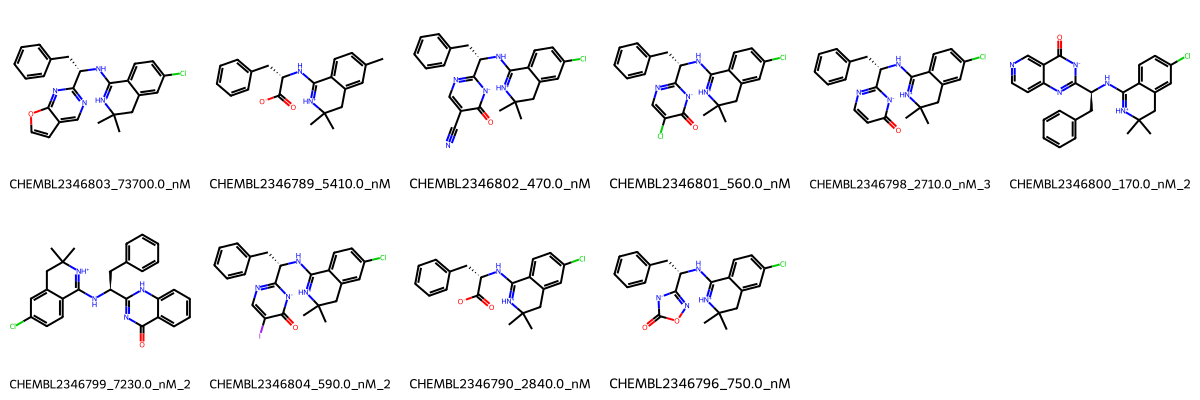 CHEMBL2346803_73700.0_nM
CHEMBL2346789_5410.0_nM
CHEMBL2346802_470.0_nM
CHEMBL2346801_560.0_nM
CHEMBL2346798_2710.0_nM_3
CHEMBL2346800_170.0_nM_2
CHEMBL2346799_7230.0_nM_2
CHEMBL2346804_590.0_nM_2
CHEMBL2346790_2840.0_nM
CHEMBL2346796_750.0_nM